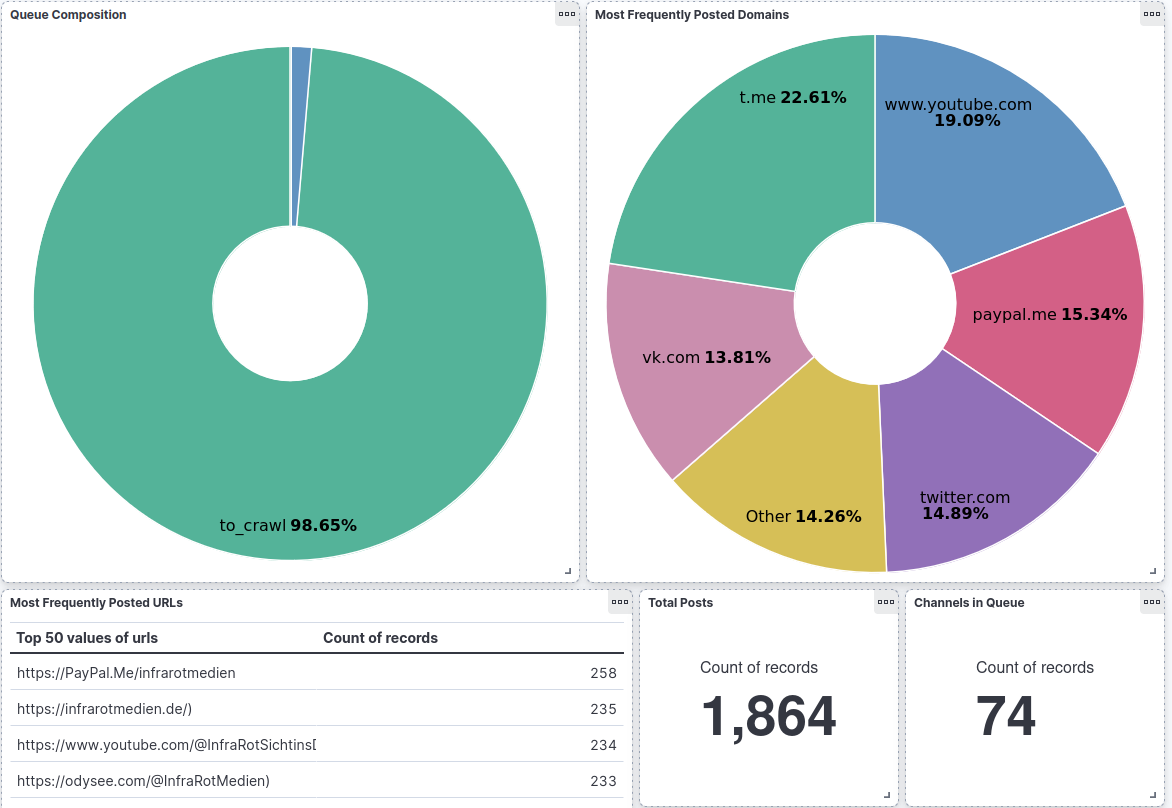 Queue Composition
to_crawl 98.65%
Most Frequently Posted Domains
t.me 22.61%
www.youtube.com
19.09%
paypal.me 15.34%
vk.com 13.81%
twitter.com
14.89%
Other 14.26%
Most Frequently Posted URLs
Top 50 values of urls Count of records
https://PayPal.Me/infrarotmedien 258
https://infrarotmedien.de/) 235
https://www.youtube.com/@InfraRotSichtins 234
https://odysee.com/@InfraRotMedien) 233
Total Posts
Count of records
1,864
Channels in Queue
Count of records
74